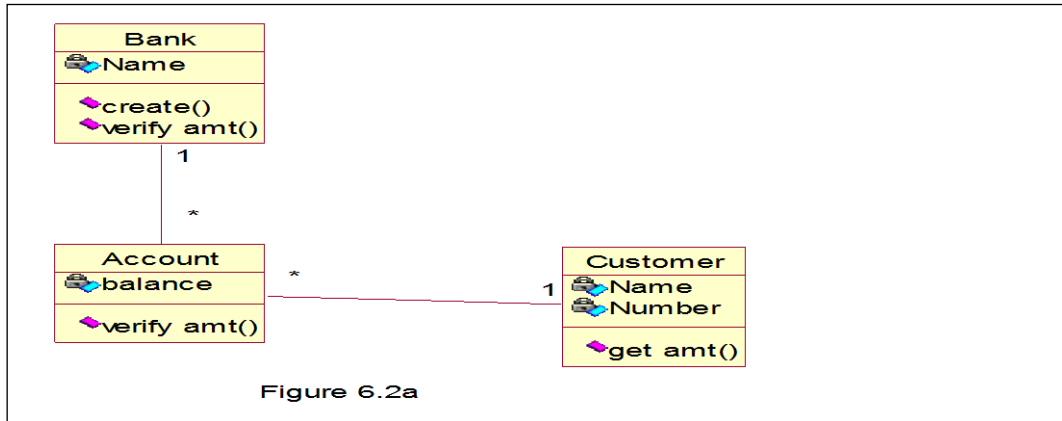 Bank
Name
create()
verify amt()
1
*
Account
balance
verify amt()
*
1
Customer
Name
Number
get amt()
Figure 6.2a